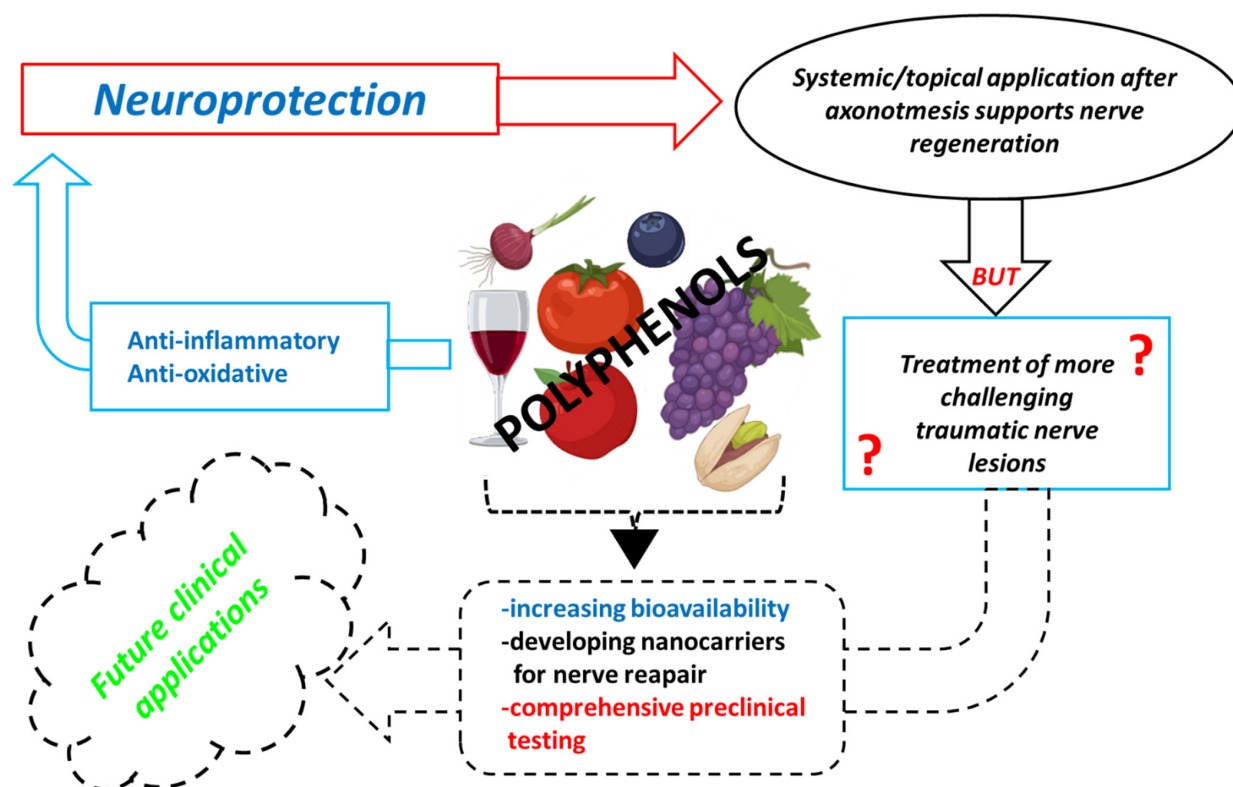 Neuroprotection
Systemic/topical application after
axonotmesis supports nerve
regeneration
BUT
Anti-inflammatory
Anti-oxidative
POLYPHENOLS
?
Treatment of more
challenging
traumatic nerve
lesions
?
Future clinical
applications
-increasing bioavailability
-developing nanocarriers
for nerve reapair
-comprehensive preclinical
testing